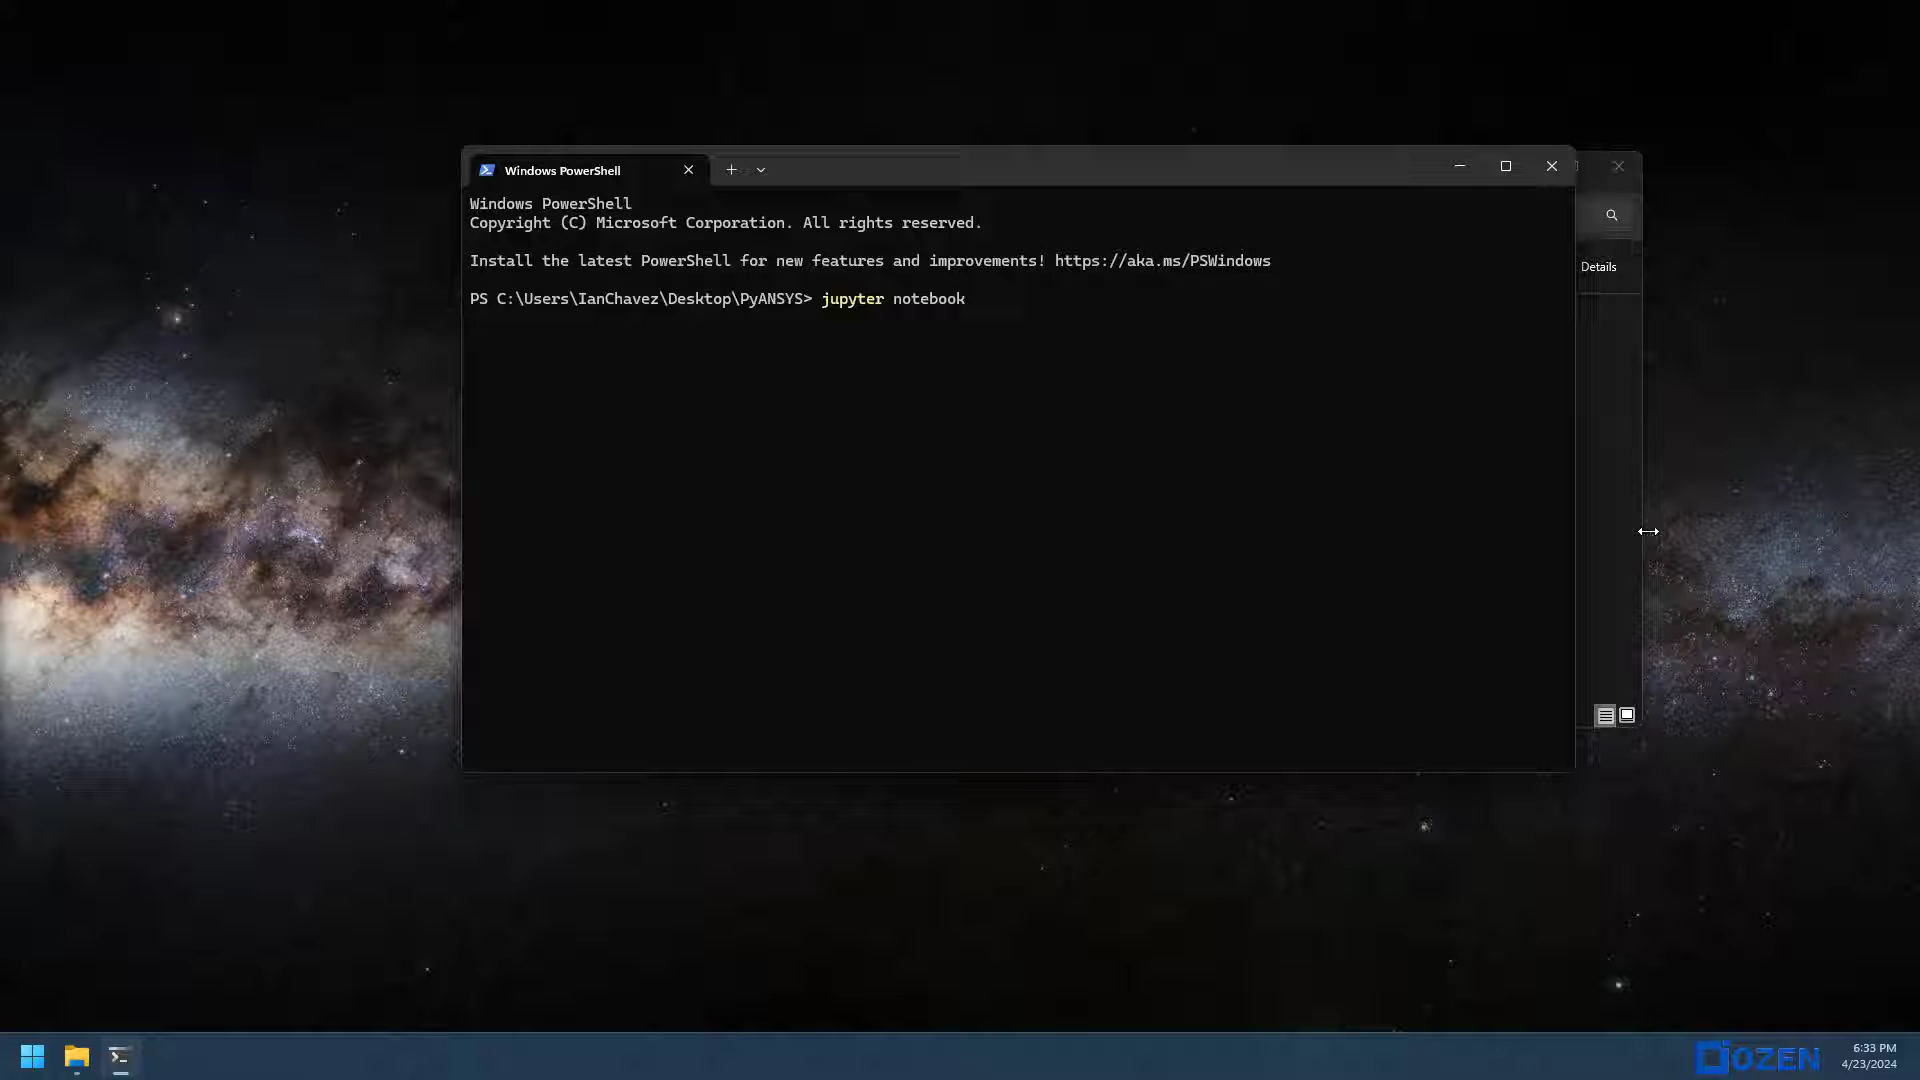 Windows PowerShell
Windows PowerShell
Copyright (C) Microsoft Corporation. All rights reserved.
Install the latest PowerShell for new features and improvements! https://aka.ms/PSWindows
PS C:\Users\IanChavez\Desktop\PyANSYS> jupyter notebook
Details
OZEN
6:33 PM
4/23/2024